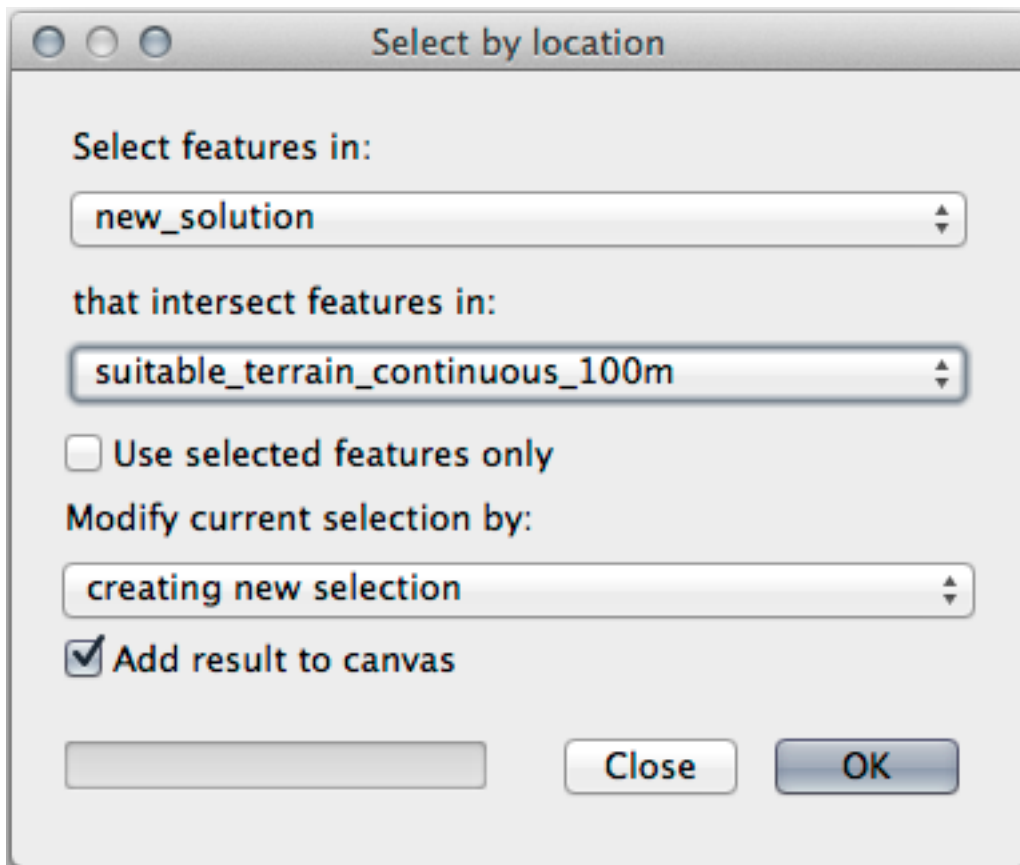 Select by location
Select features in:
new_solution
that intersect features in:
suitable_terrain_continuous_100m
Use selected features only
Modify current selection by:
creating new selection
Add result to canvas
Close OK